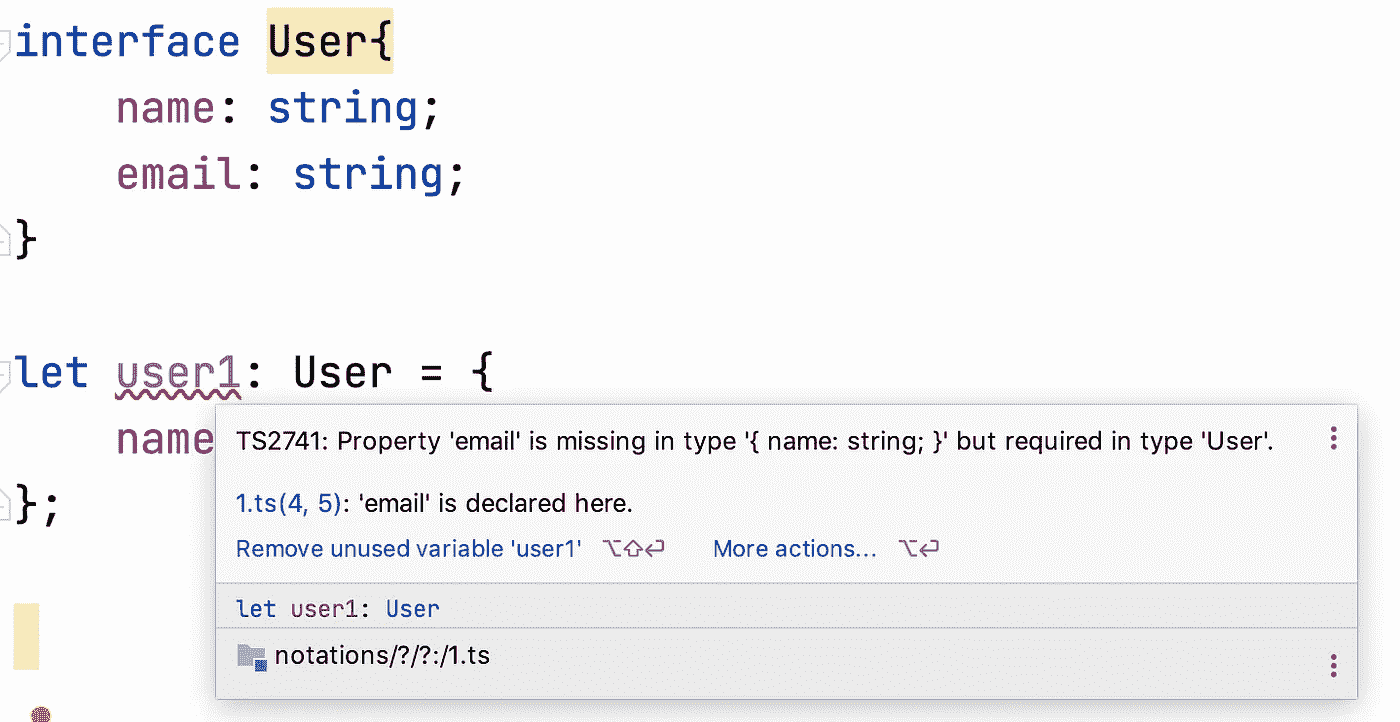 interface User{
name: string;
email: string;
}
let user1: User = {
name
};
TS2741: Property 'email' is missing in type '{ name: string; }' but required in type 'User'.
1.ts(4, 5): 'email' is declared here.
Remove unused variable 'user1' ⌥⇧⏎ More actions... ⌥⏎
let user1: User
notations/?/?:/1.ts